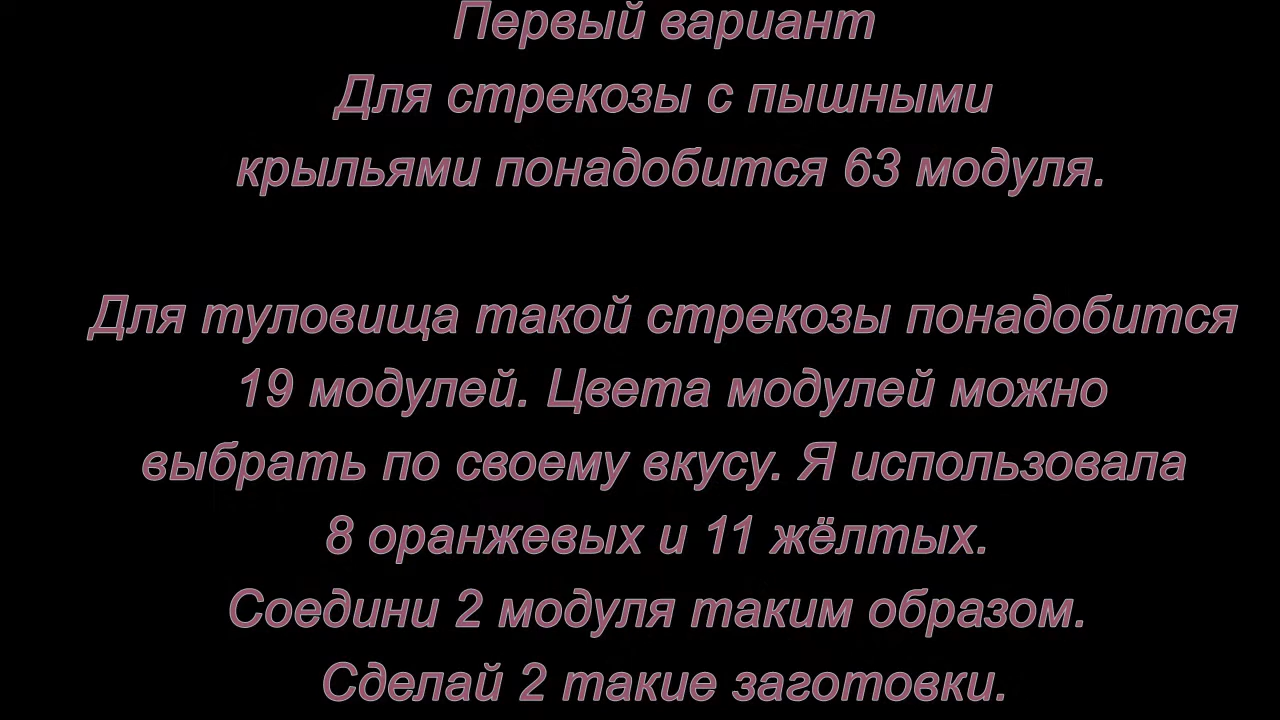 Первый вариант
Для стрекозы с пышными
крыльями понадобится 63 модуля.
Для туловища такой стрекозы понадобится
19 модулей. Цвета модулей можно
выбрать по своему вкусу. Я использовала
8 оранжевых и 11 жёлтых.
Соедини 2 модуля таким образом.
Сделай 2 такие заготовки.